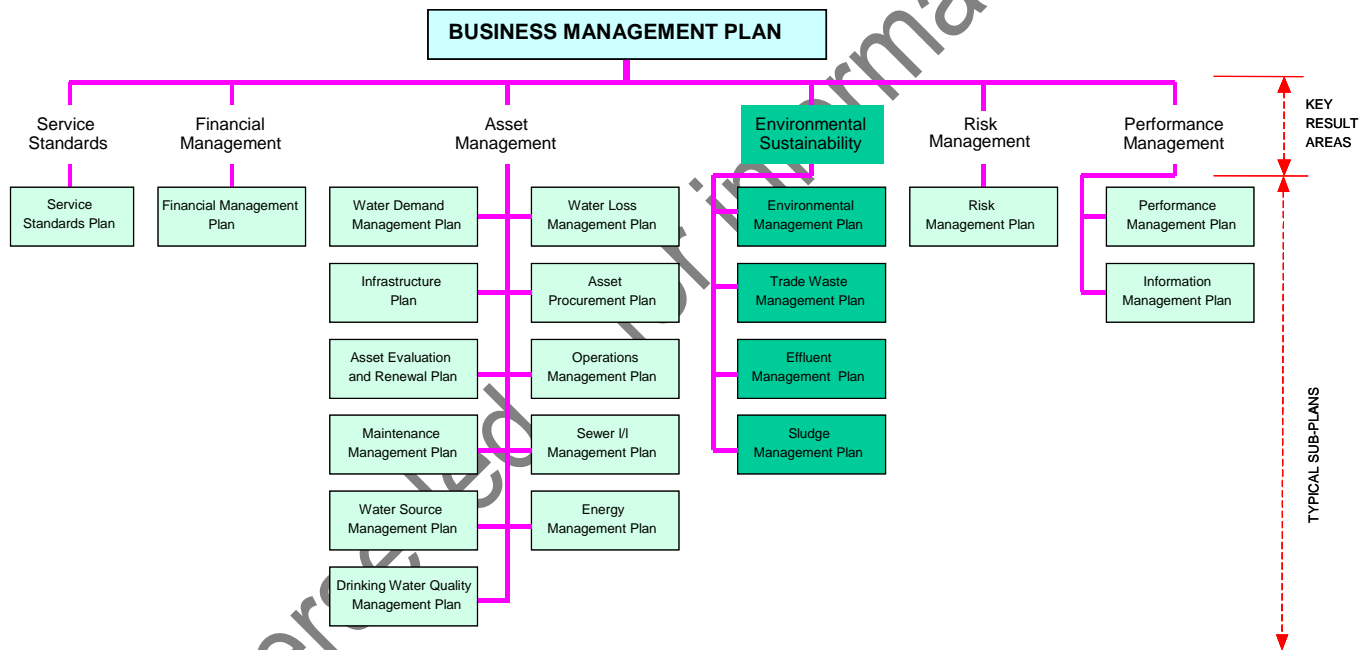 BUSINESS MANAGEMENT PLAN
KEY
RESULT
AREAS
Service
Standards
Financial
Management
Asset
Management
Environmental
Sustainability
Risk
Management
Performance
Management
Service
Standards Plan
Financial Management
Plan
Water Demand
Management Plan
Water Loss
Management Plan
Infrastructure
Plan
Asset
Procurement Plan
Asset Evaluation
and Renewal Plan
Operations
Management Plan
Maintenance
Management Plan
Sewer I/I
Management Plan
Water Source
Management Plan
Energy
Management Plan
Drinking Water Quality
Management Plan
Environmental
Management Plan
Trade Waste
Management Plan
Effluent
Management Plan
Sludge
Management Plan
Risk
Management Plan
Performance
Management Plan
Information
Management Plan
TYPICAL SUB-PLANS